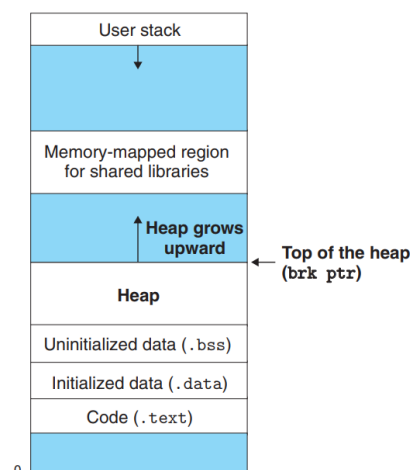 User stack
Memory-mapped region
for shared libraries
Heap grows
upward
Top of the heap
(brk ptr)
Heap
Uninitialized data (.bss)
Initialized data (.data)
Code (.text)
0